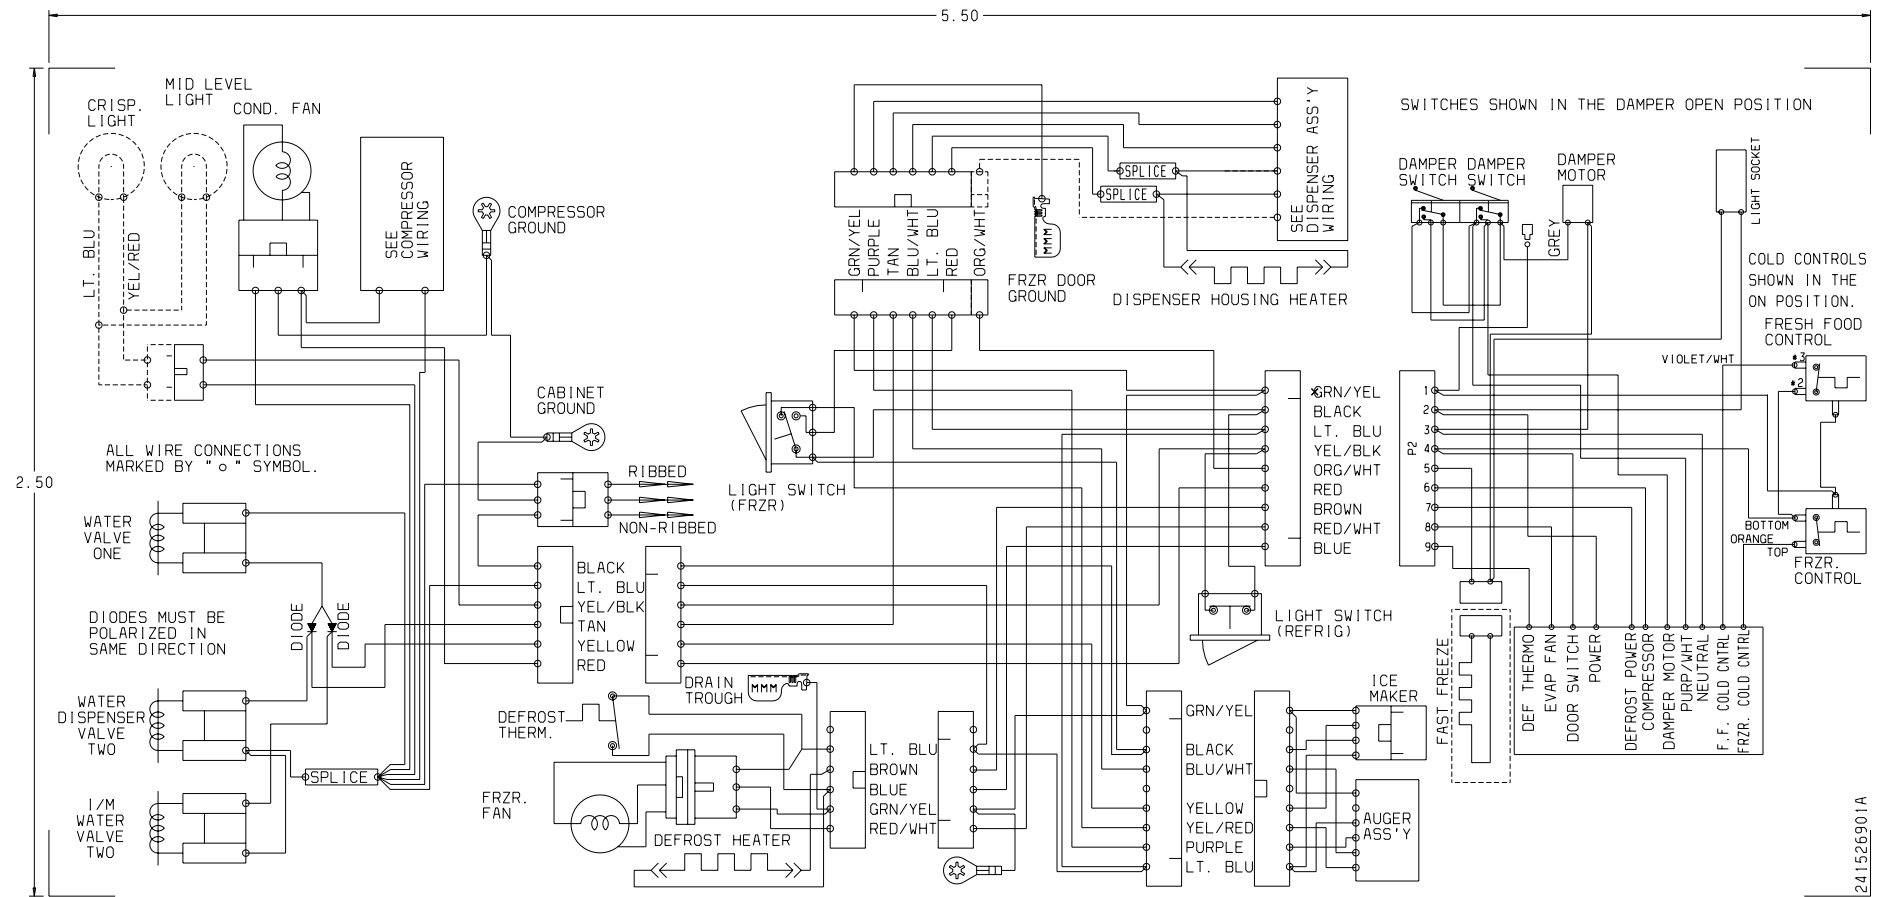 5.50
2.50
MID LEVEL
LIGHT
CRISP.
LIGHT
COND. FAN
LT. BLU
YEL/RED
SEE
COMPRESSOR
WIRING
COMPRESSOR
GROUND
CABINET
GROUND
ALL WIRE CONNECTIONS
MARKED BY "o" SYMBOL.
RIBBED
NON-RIBBED
WATER
VALVE
ONE
DIODES MUST BE
POLARIZED IN
SAME DIRECTION
DIODE
DIODE
WATER
DISPENSER
VALVE
TWO
SPLICE
I/M
WATER
VALVE
TWO
BLACK
LT. BLU
YEL/BLK
TAN
YELLOW
RED
DRAIN
TROUGH
DEFROST
THERM.
FRZR.
FAN
DEFROST HEATER
LT. BLU
BROWN
BLUE
GRN/YEL
RED/WHT
GRN/YEL
PURPLE
TAN
BLU/WHT
LT. BLU
RED
ORG/WHT
FRZR DOOR
GROUND
SPLICE
SPLICE
SEE
DISPENSER ASS'Y
WIRING
DISPENSER HOUSING HEATER
LIGHT SWITCH
(FRZR)
GRN/YEL
BLACK
LT. BLU
YEL/BLK
ORG/WHT
RED
BROWN
RED/WHT
BLUE
P2
1
2
3
4
5
6
7
8
9
LIGHT SWITCH
(REFRIG)
GRN/YEL
BLACK
BLU/WHT
YELLOW
YEL/RED
PURPLE
LT. BLU
ICE
MAKER
AUGER
ASS'Y
SWITCHES SHOWN IN THE DAMPER OPEN POSITION
DAMPER
SWITCH
DAMPER
SWITCH
DAMPER
MOTOR
GREY
LIGHT SOCKET
COLD CONTROLS
SHOWN IN THE
ON POSITION.
FRESH FOOD
CONTROL
VIOLET/WHT
#3
#2
BOTTOM
ORANGE
TOP
FRZR.
CONTROL
FAST FREEZE
DEF THERMO
EVAP FAN
DOOR SWITCH
POWER
DEFROST POWER
COMPRESSOR
DAMPER MOTOR
PURP/WHT
NEUTRAL
F.F. COLD CNTRL
FRZR. COLD CNTRL
241526901A